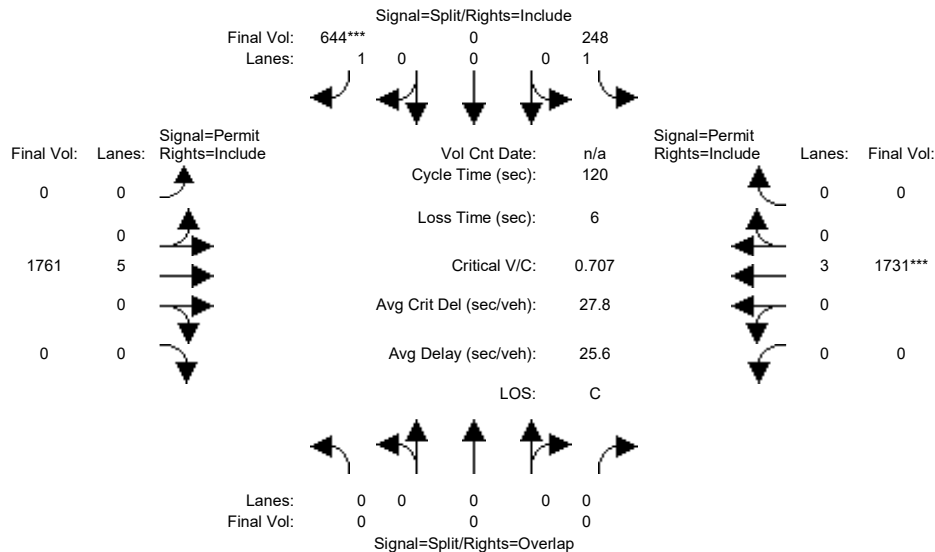 Signal=Split/Rights=Include
Final Vol: 644*** 0 248
Lanes: 1 0 0 0 1
Signal=Permit Signal=Permit
Final Vol: Lanes: Rights=Include Vol Cnt Date: n/a Rights=Include Lanes: Final Vol:
Cycle Time (sec): 120
0 0 0 0
Loss Time (sec): 6
0 0
1761 5 Critical V/C: 0.707 3 1731***
0 Avg Crit Del (sec/veh): 27.8 0
0 0 Avg Delay (sec/veh): 25.6 0 0
LOS: C
Lanes: 0 0 0 0 0
Final Vol: 0 0 0
Signal=Split/Rights=Overlap